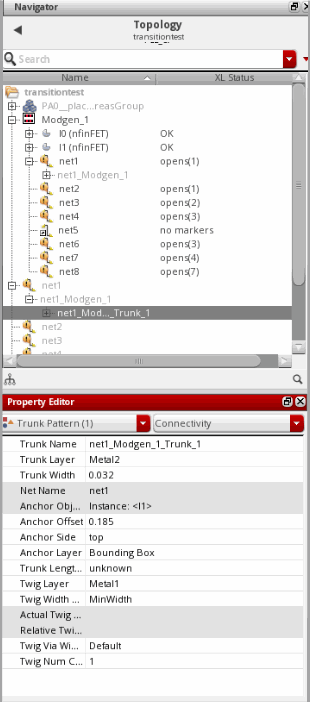 Navigator
Topology
transitiontest
Search
Name XL Status
transitiontest
PA0__plac...reasGroup
Modgen_1
I0 (nfinFET) OK
I1 (nfinFET) OK
net1 opens(1)
net1_Modgen_1
net2 opens(1)
net3 opens(2)
net4 opens(3)
net5 no markers
net6 opens(3)
net7 opens(4)
net8 opens(7)
net1
net1_Modgen_1
net1_Mod..._Trunk_1
net2
net3
Property Editor
Trunk Pattern (1) Connectivity
Trunk Name net1_Modgen_1_Trunk_1
Trunk Layer Metal2
Trunk Width 0.032
Net Name net1
Anchor Obj... Instance: <I1>
Anchor Offset 0.185
Anchor Side top
Anchor Layer Bounding Box
Trunk Lengt... unknown
Twig Layer Metal1
Twig Width ... MinWidth
Actual Twig ...
Relative Twi...
Twig Via Wi... Default
Twig Num C... 1